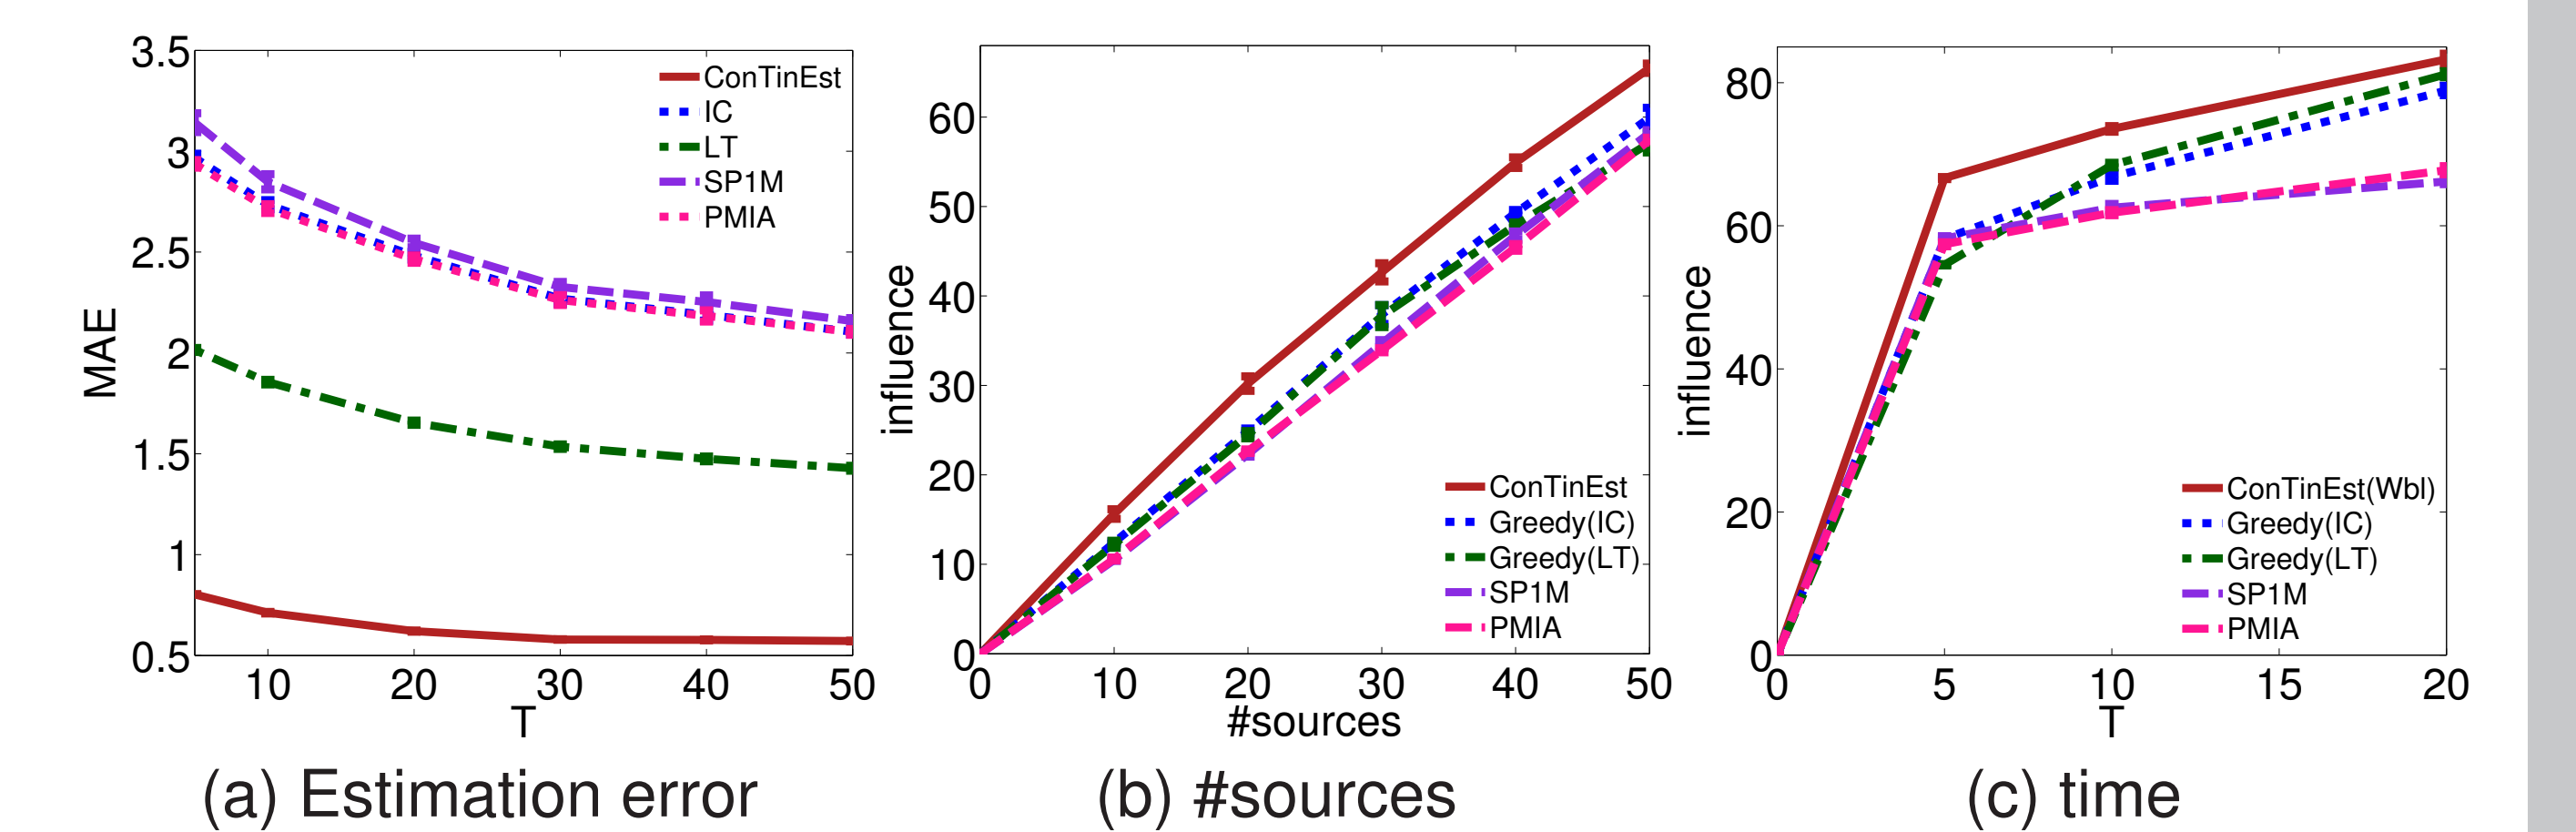 3.5
3
2.5
2
1.5
1
0.5
MAE
10 20 30 40 50
T
ConTinEst
IC
LT
SP1M
PMIA
(a) Estimation error
60
50
40
30
20
10
0
influence
0 10 20 30 40 50
#sources
ConTinEst
Greedy(IC)
Greedy(LT)
SP1M
PMIA
(b) #sources
80
60
40
20
0
influence
0 5 10 15 20
T
ConTinEst(Wbl)
Greedy(IC)
Greedy(LT)
SP1M
PMIA
(c) time